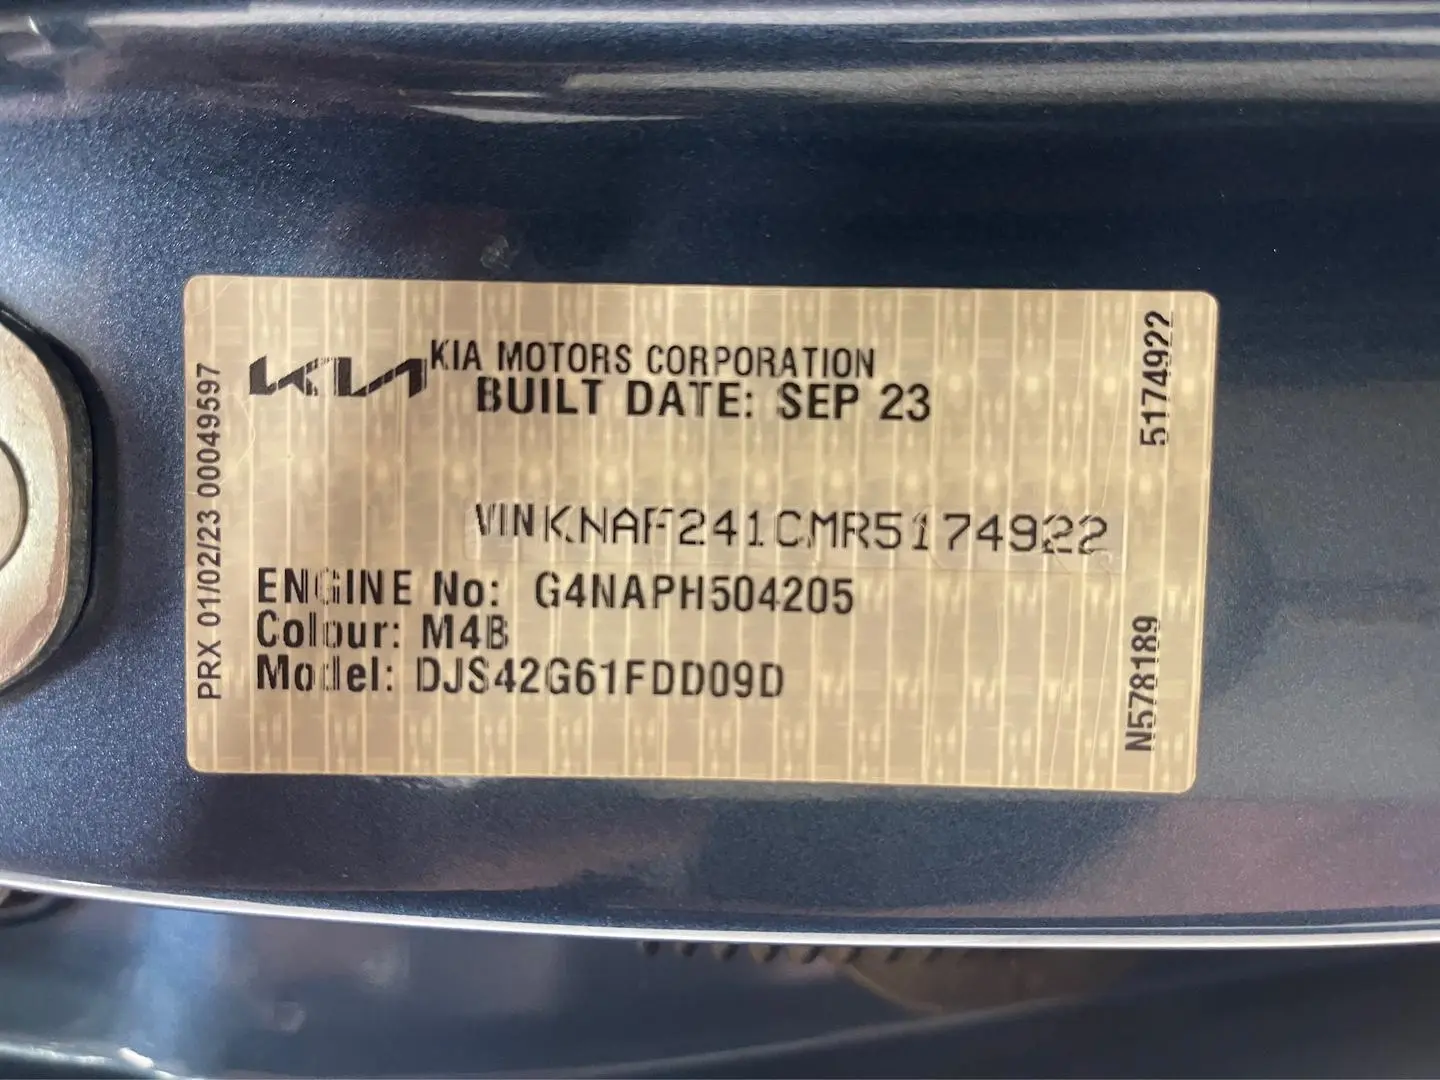 KIA KIA MOTORS CORPORATION
BUILT DATE: SEP 23
VIN KNAF241CMR5174922
ENGINE No: G4NAPH504205
Colour: M4B
Model: DJS42G61FDD09D
PRX 01/02/23 00049597
5174922
N578189